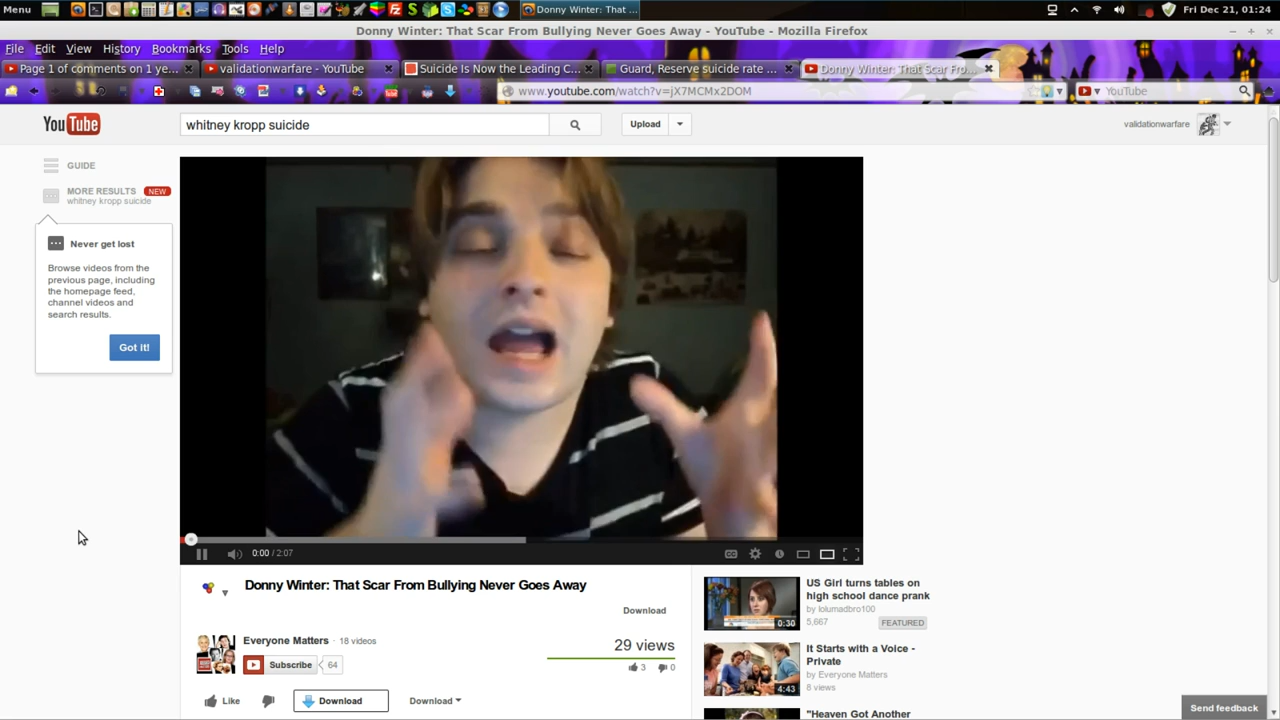 Menu
Donny Winter: That ...
Fri Dec 21, 01:24
Donny Winter: That Scar From Bullying Never Goes Away - YouTube - Mozilla Firefox
File Edit View History Bookmarks Tools Help
Page 1 of comments on 1 ye...
validationwarfare - YouTube
Suicide Is Now the Leading C...
Guard, Reserve suicide rate ...
Donny Winter: That Scar Fro...
www.youtube.com/watch?v=jX7MCMx2DOM
YouTube
YouTube
whitney kropp suicide
Upload
validationwarfare
GUIDE
MORE RESULTS NEW
whitney kropp suicide
Never get lost
Browse videos from the
previous page, including
the homepage feed,
channel videos and
search results.
Got it!
0:00 / 2:07
Donny Winter: That Scar From Bullying Never Goes Away
Download
Everyone Matters · 18 videos
Subscribe 64
29 views
3 0
Like
Download
Download
US Girl turns tables on
high school dance prank
by lolumadbro100
5,667 FEATURED
0:30
It Starts with a Voice -
Private
by Everyone Matters
8 views
4:43
"Heaven Got Another
Send feedback